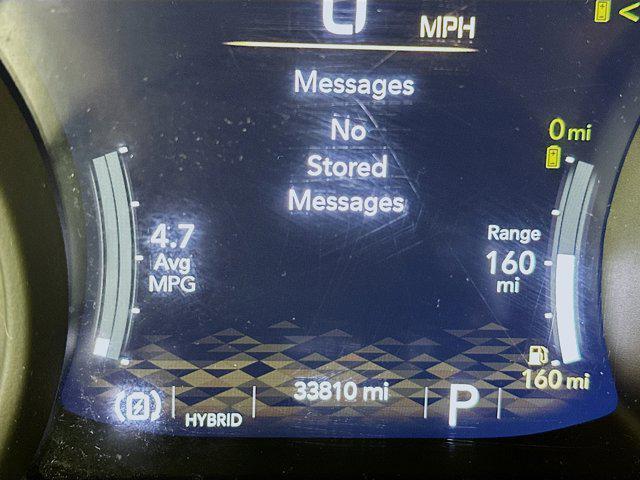 0 MPH
Messages
No
Stored
Messages
0 mi
4.7
Avg
MPG
Range
160
mi
160 mi
HYBRID
33810 mi
P